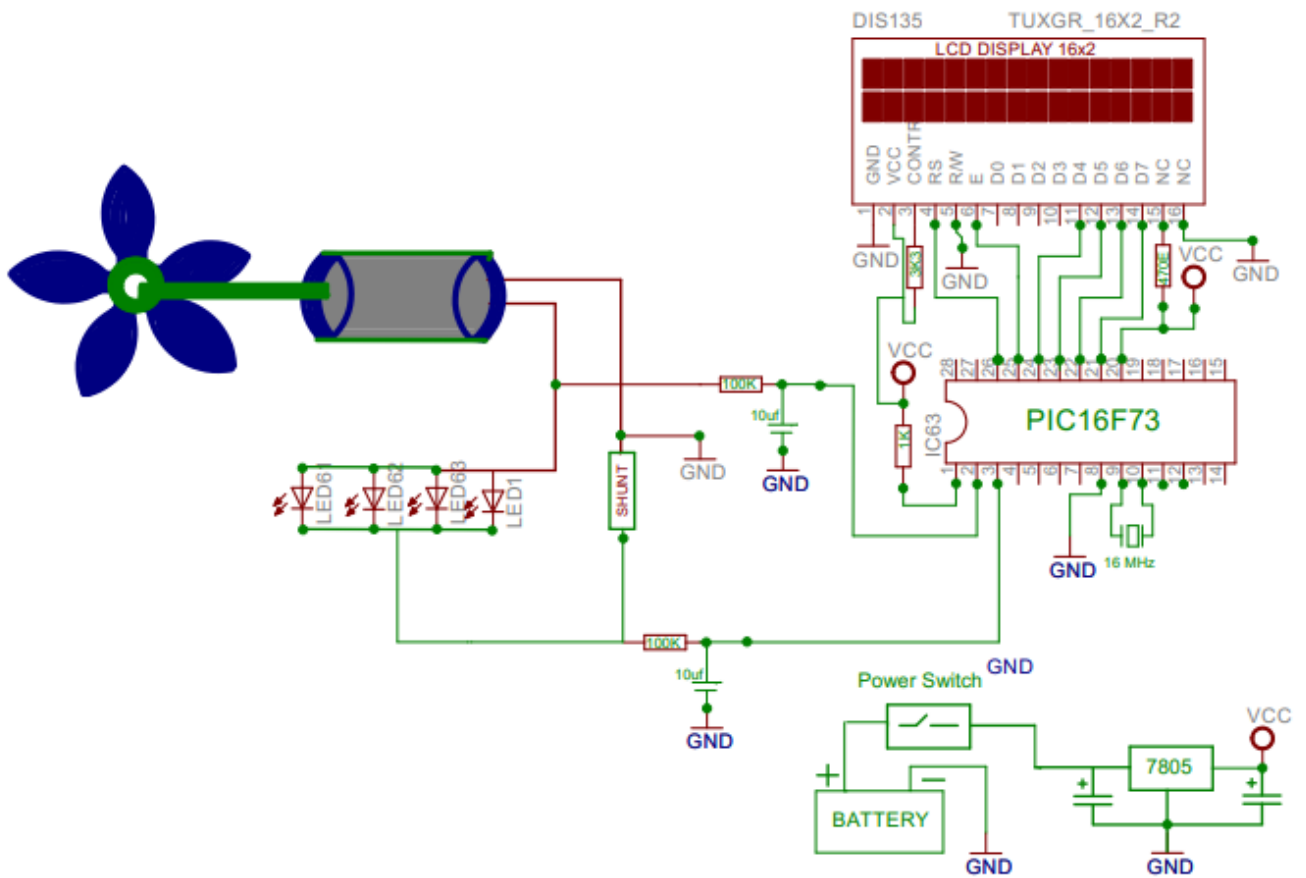 DIS135 TUXGR_16X2_R2
LCD DISPLAY 16x2
GND VCC CONTR RS R/W E D0 D1 D2 D3 D4 D5 D6 D7 NC NC
1 2 3 4 5 6 7 8 9 10 11 12 13 14 15 16
3K3
470E
GND
GND
VCC
GND
VCC
28 27 26 25 24 23 22 21 20 19 18 17 16 15
100K
10uf
GND
GND
1K
IC63
PIC16F73
1 2 3 4 5 6 7 8 9 10 11 12 13 14
LED61
LED62
LED63
LED1
SHUNT
GND
16 MHz
100K
10uf
GND
GND
Power Switch
VCC
+
7805
+ −
BATTERY
+
GND
GND